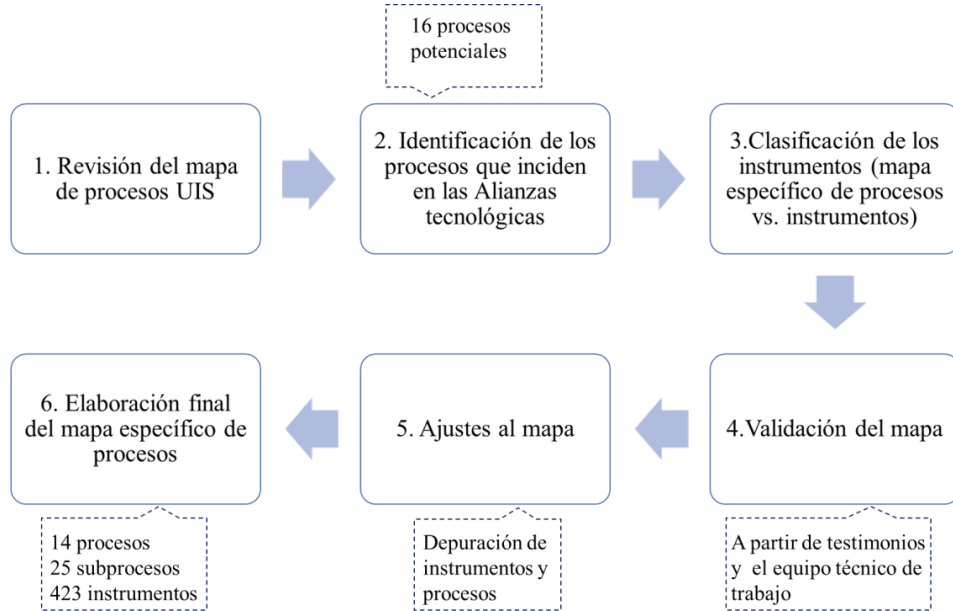 16 procesos
potenciales
1. Revisión del mapa
de procesos UIS
2. Identificación de los
procesos que inciden
en las Alianzas
tecnológicas
3.Clasificación de los
instrumentos (mapa
específico de procesos
vs. instrumentos)
4.Validación del mapa
A partir de testimonios
y el equipo técnico de
trabajo
5. Ajustes al mapa
Depuración de
instrumentos y
procesos
6. Elaboración final
del mapa específico de
procesos
14 procesos
25 subprocesos
423 instrumentos